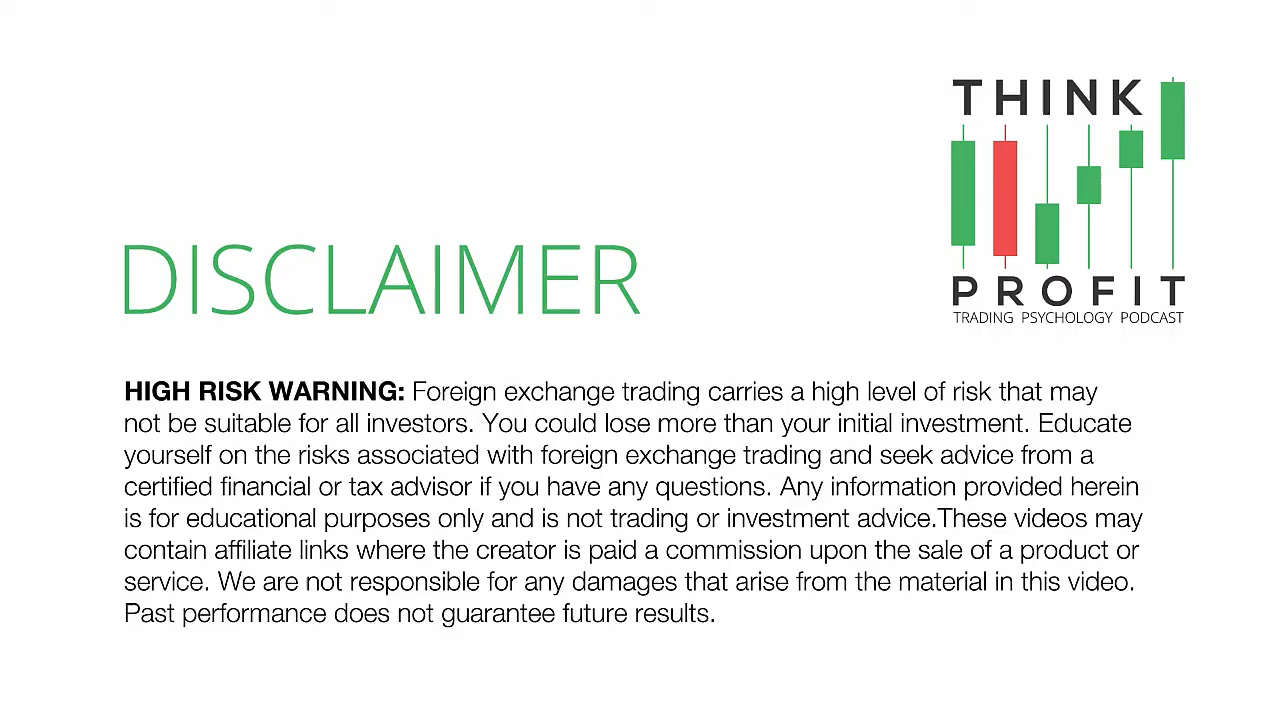 THINK
PROFIT
TRADING PSYCHOLOGY PODCAST
DISCLAIMER
HIGH RISK WARNING: Foreign exchange trading carries a high level of risk that may
not be suitable for all investors. You could lose more than your initial investment. Educate
yourself on the risks associated with foreign exchange trading and seek advice from a
certified financial or tax advisor if you have any questions. Any information provided herein
is for educational purposes only and is not trading or investment advice.These videos may
contain affiliate links where the creator is paid a commission upon the sale of a product or
service. We are not responsible for any damages that arise from the material in this video.
Past performance does not guarantee future results.